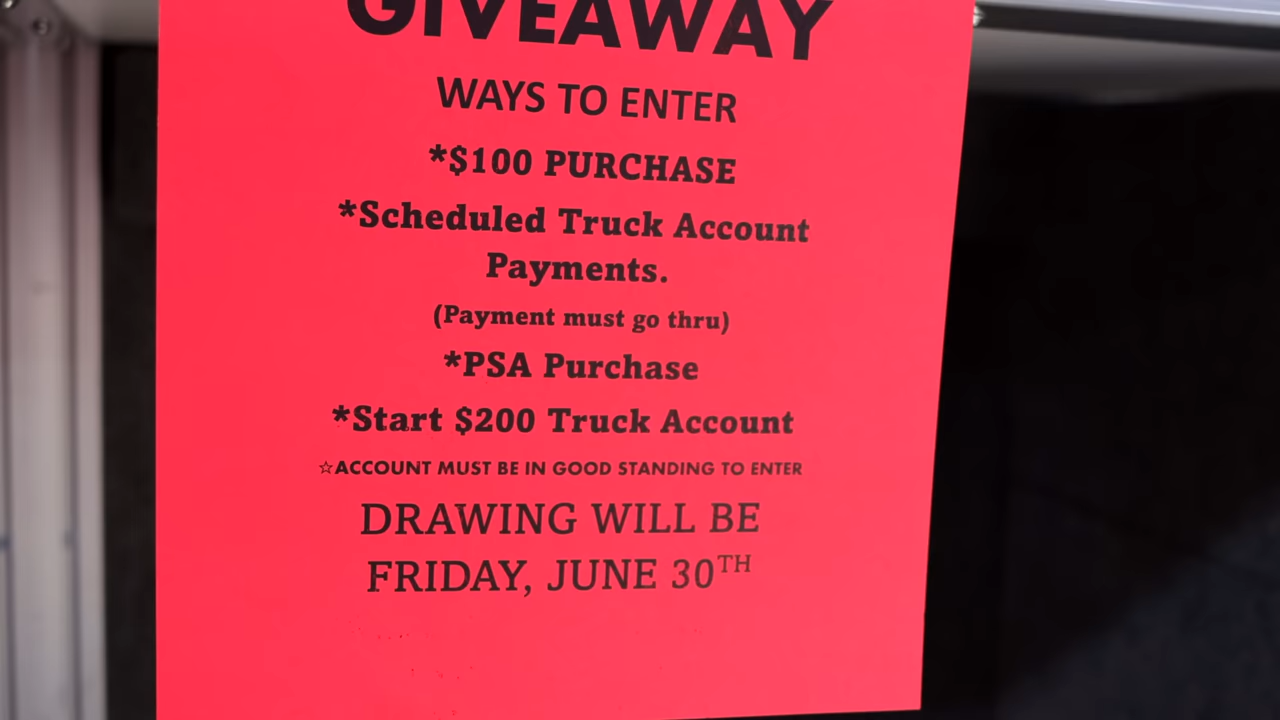 GIVEAWAY
WAYS TO ENTER
*$100 PURCHASE
*Scheduled Truck Account
Payments.
(Payment must go thru)
*PSA Purchase
*Start $200 Truck Account
☆ACCOUNT MUST BE IN GOOD STANDING TO ENTER
DRAWING WILL BE
FRIDAY, JUNE 30TH